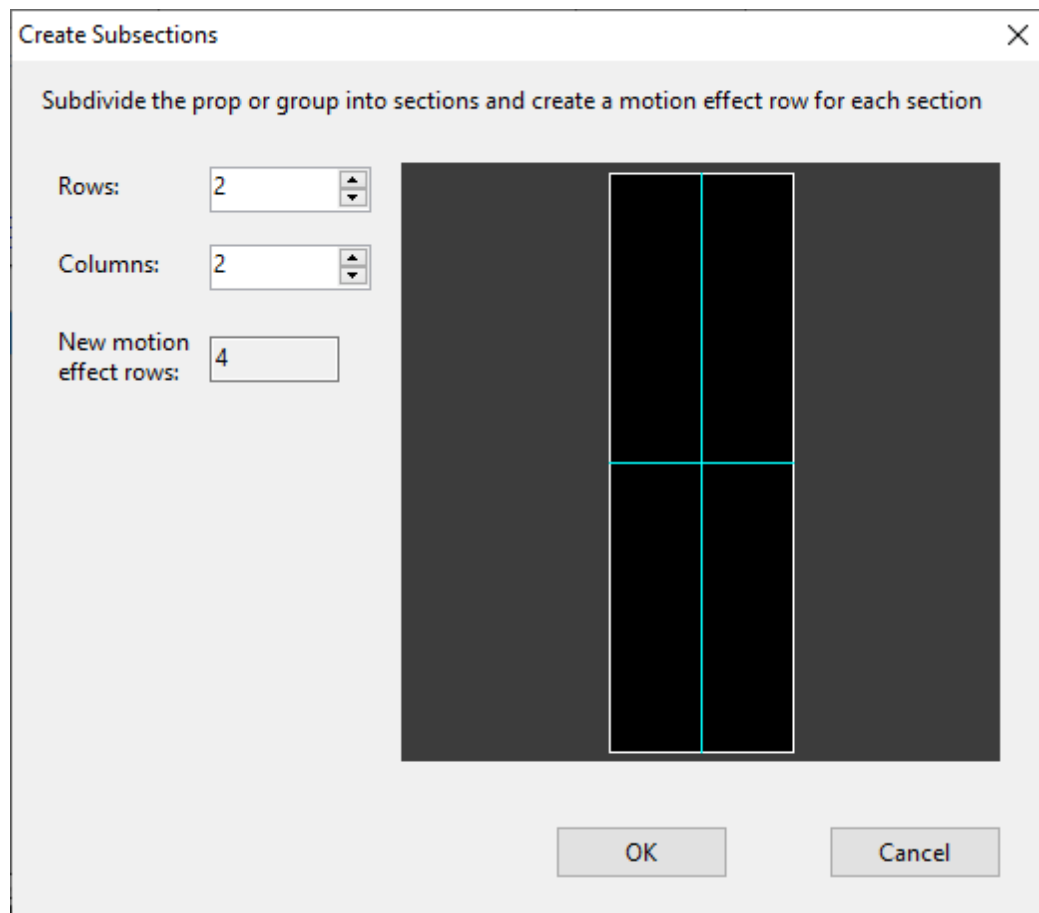 Create Subsections
Subdivide the prop or group into sections and create a motion effect row for each section
Rows:
2
Columns:
2
New motion
effect rows:
4
OK
Cancel